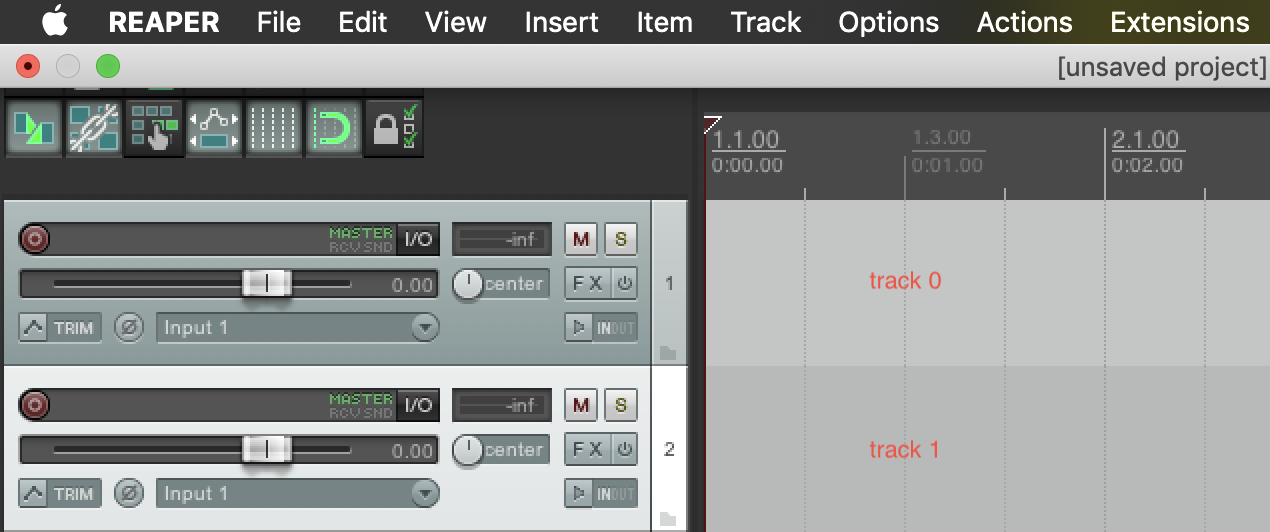 REAPER File Edit View Insert Item Track Options Actions Extensions
[unsaved project]
1.1.00 1.3.00 2.1.00
0:00.00 0:01.00 0:02.00
MASTER
RCV SND I/O -inf M S
0.00 center FX 1
TRIM Ø Input 1 IN OUT
track 0
MASTER
RCV SND I/O -inf M S
0.00 center FX 2
TRIM Ø Input 1 IN OUT
track 1